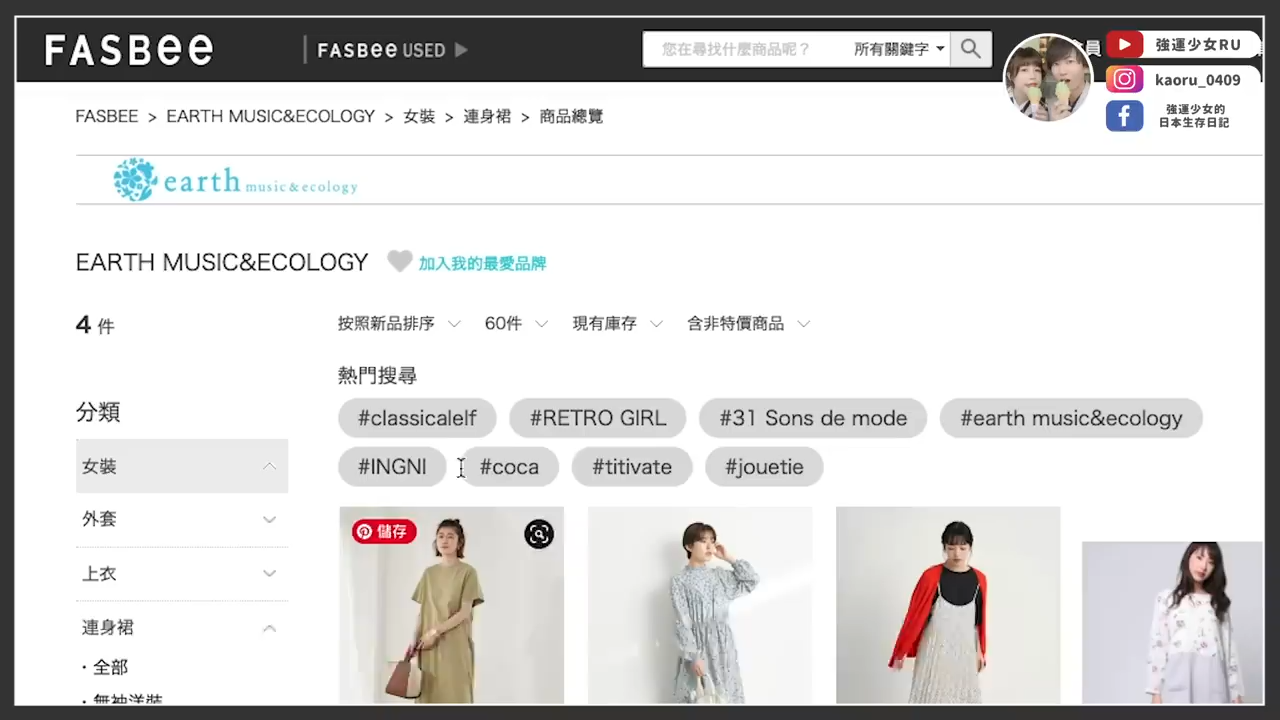 FASBEE
FASBEE USED
您在尋找什麼商品呢?
所有關鍵字
員
強運少女RU
kaoru_0409
強運少女的
日本生存日記
FASBEE > EARTH MUSIC&ECOLOGY > 女裝 > 連身裙 > 商品總覽
earth music&ecology
EARTH MUSIC&ECOLOGY
加入我的最愛品牌
4 件
按照新品排序
60件
現有庫存
含非特價商品
熱門搜尋
#classicalelf
#RETRO GIRL
#31 Sons de mode
#earth music&ecology
#INGNI
#coca
#titivate
#jouetie
分類
女裝
外套
上衣
連身裙
・全部
・無袖洋裝
儲存